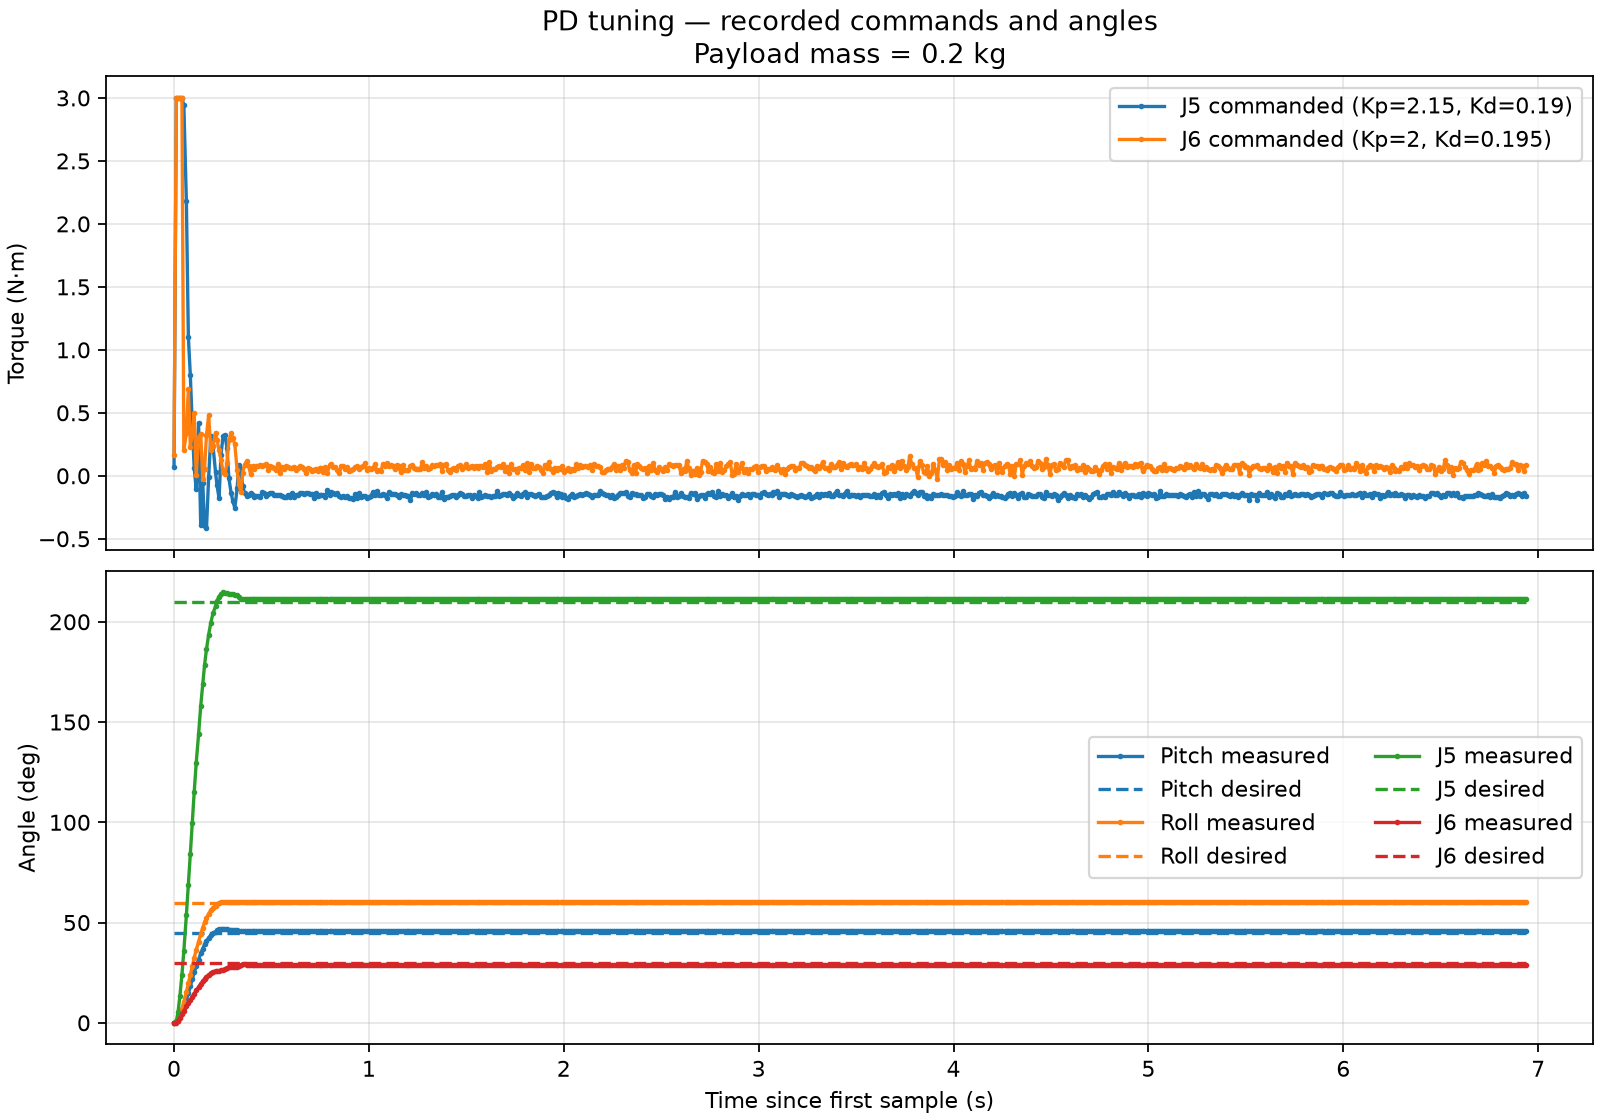 PD tuning — recorded commands and angles
Payload mass = 0.2 kg
Torque (N·m)
3.0
2.5
2.0
1.5
1.0
0.5
0.0
−0.5
J5 commanded (Kp=2.15, Kd=0.19)
J6 commanded (Kp=2, Kd=0.195)
Angle (deg)
200
150
100
50
0
Pitch measured
Pitch desired
Roll measured
Roll desired
J5 measured
J5 desired
J6 measured
J6 desired
0 1 2 3 4 5 6 7
Time since first sample (s)